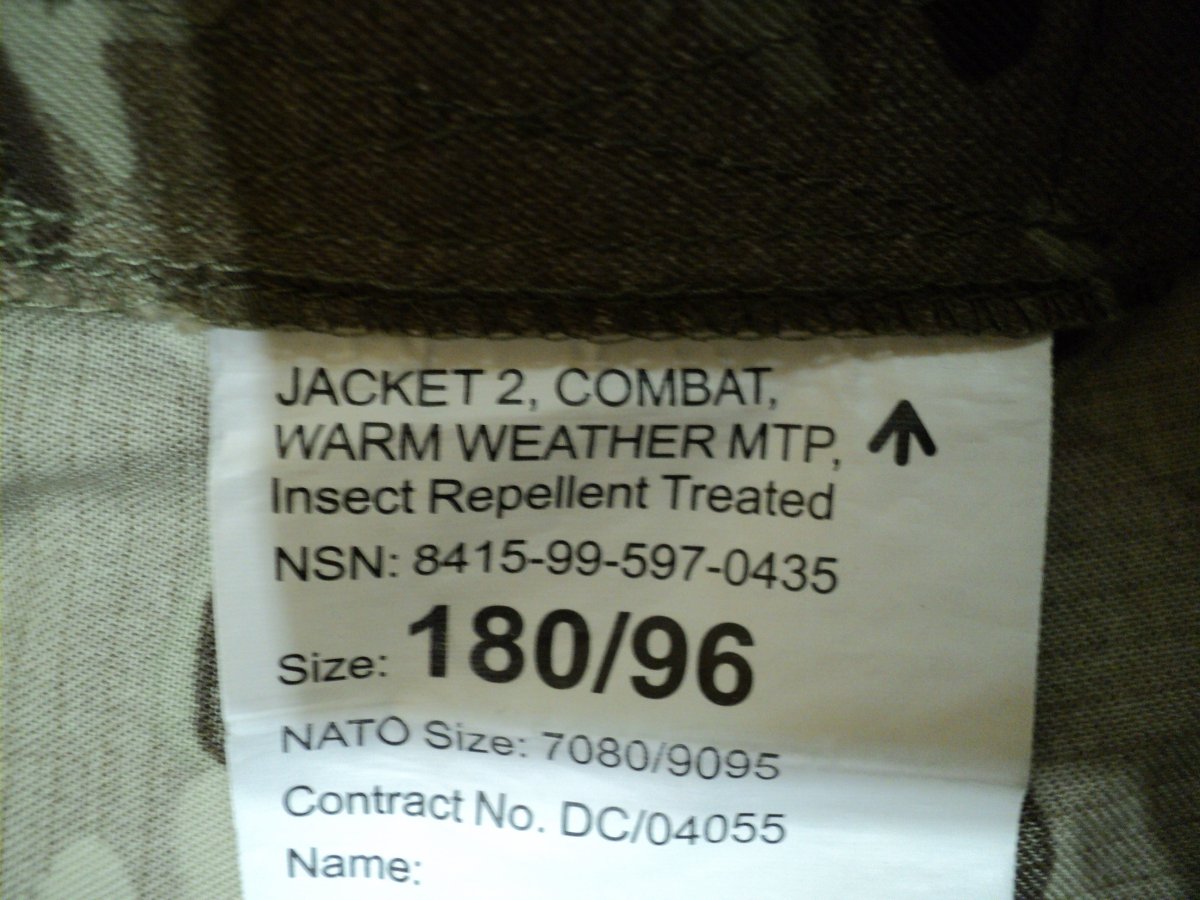 JACKET 2, COMBAT,
WARM WEATHER MTP,
Insect Repellent Treated
NSN: 8415-99-597-0435
Size: 180/96
NATO Size: 7080/9095
Contract No. DC/04055
Name: